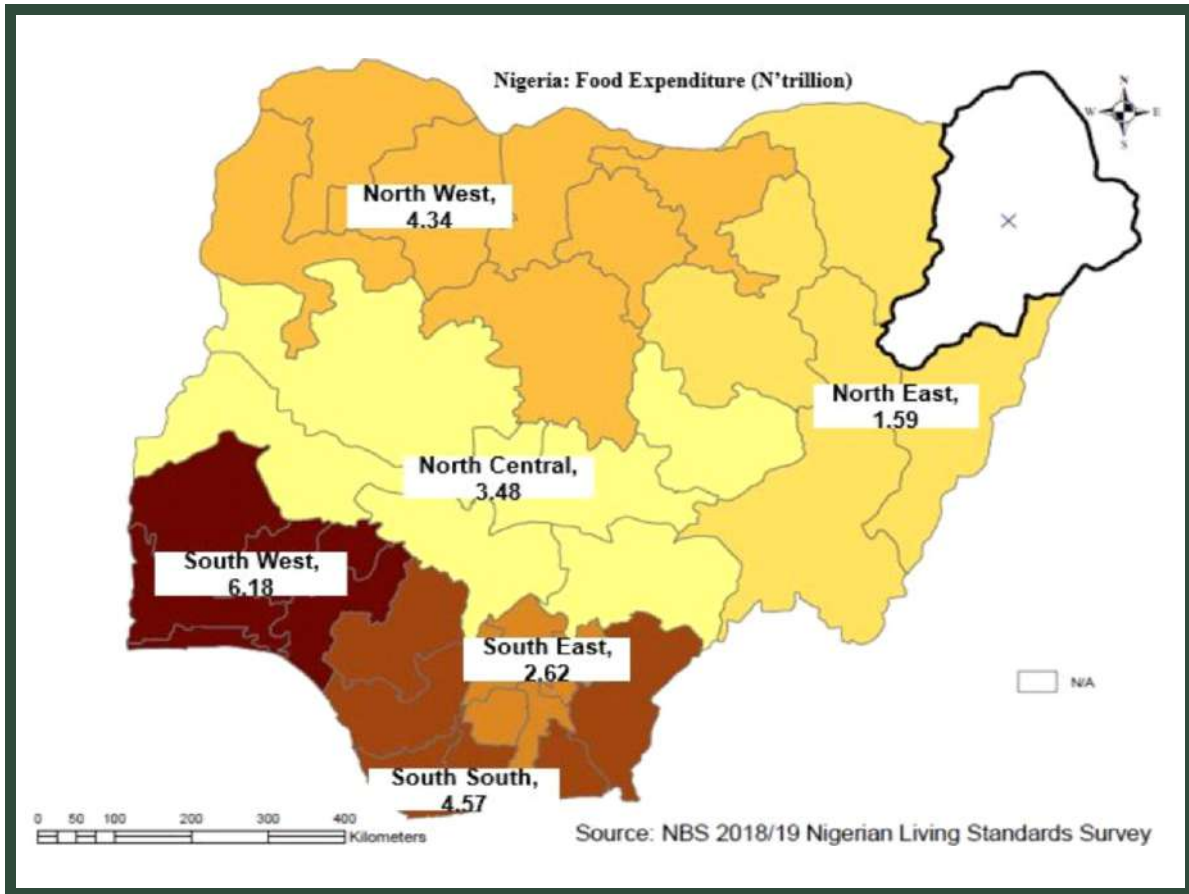 Nigeria: Food Expenditure (N’trillion)
N
W E
S
North West,
4.34
North East,
1.59
North Central,
3.48
South West,
6.18
South East,
2.62
N/A
South South,
4.57
0 50 100 200 300 400
Kilometers
Source: NBS 2018/19 Nigerian Living Standards Survey